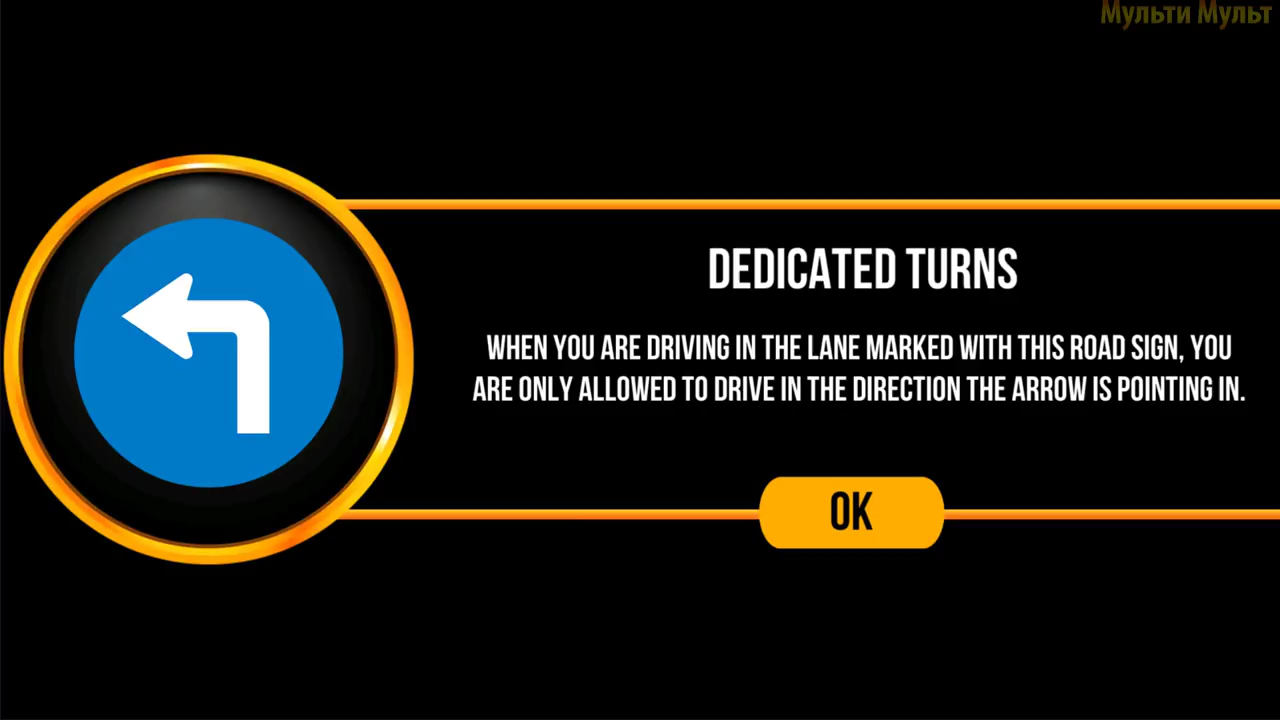 Мульти Мульт
DEDICATED TURNS
WHEN YOU ARE DRIVING IN THE LANE MARKED WITH THIS ROAD SIGN, YOU
ARE ONLY ALLOWED TO DRIVE IN THE DIRECTION THE ARROW IS POINTING IN.
OK